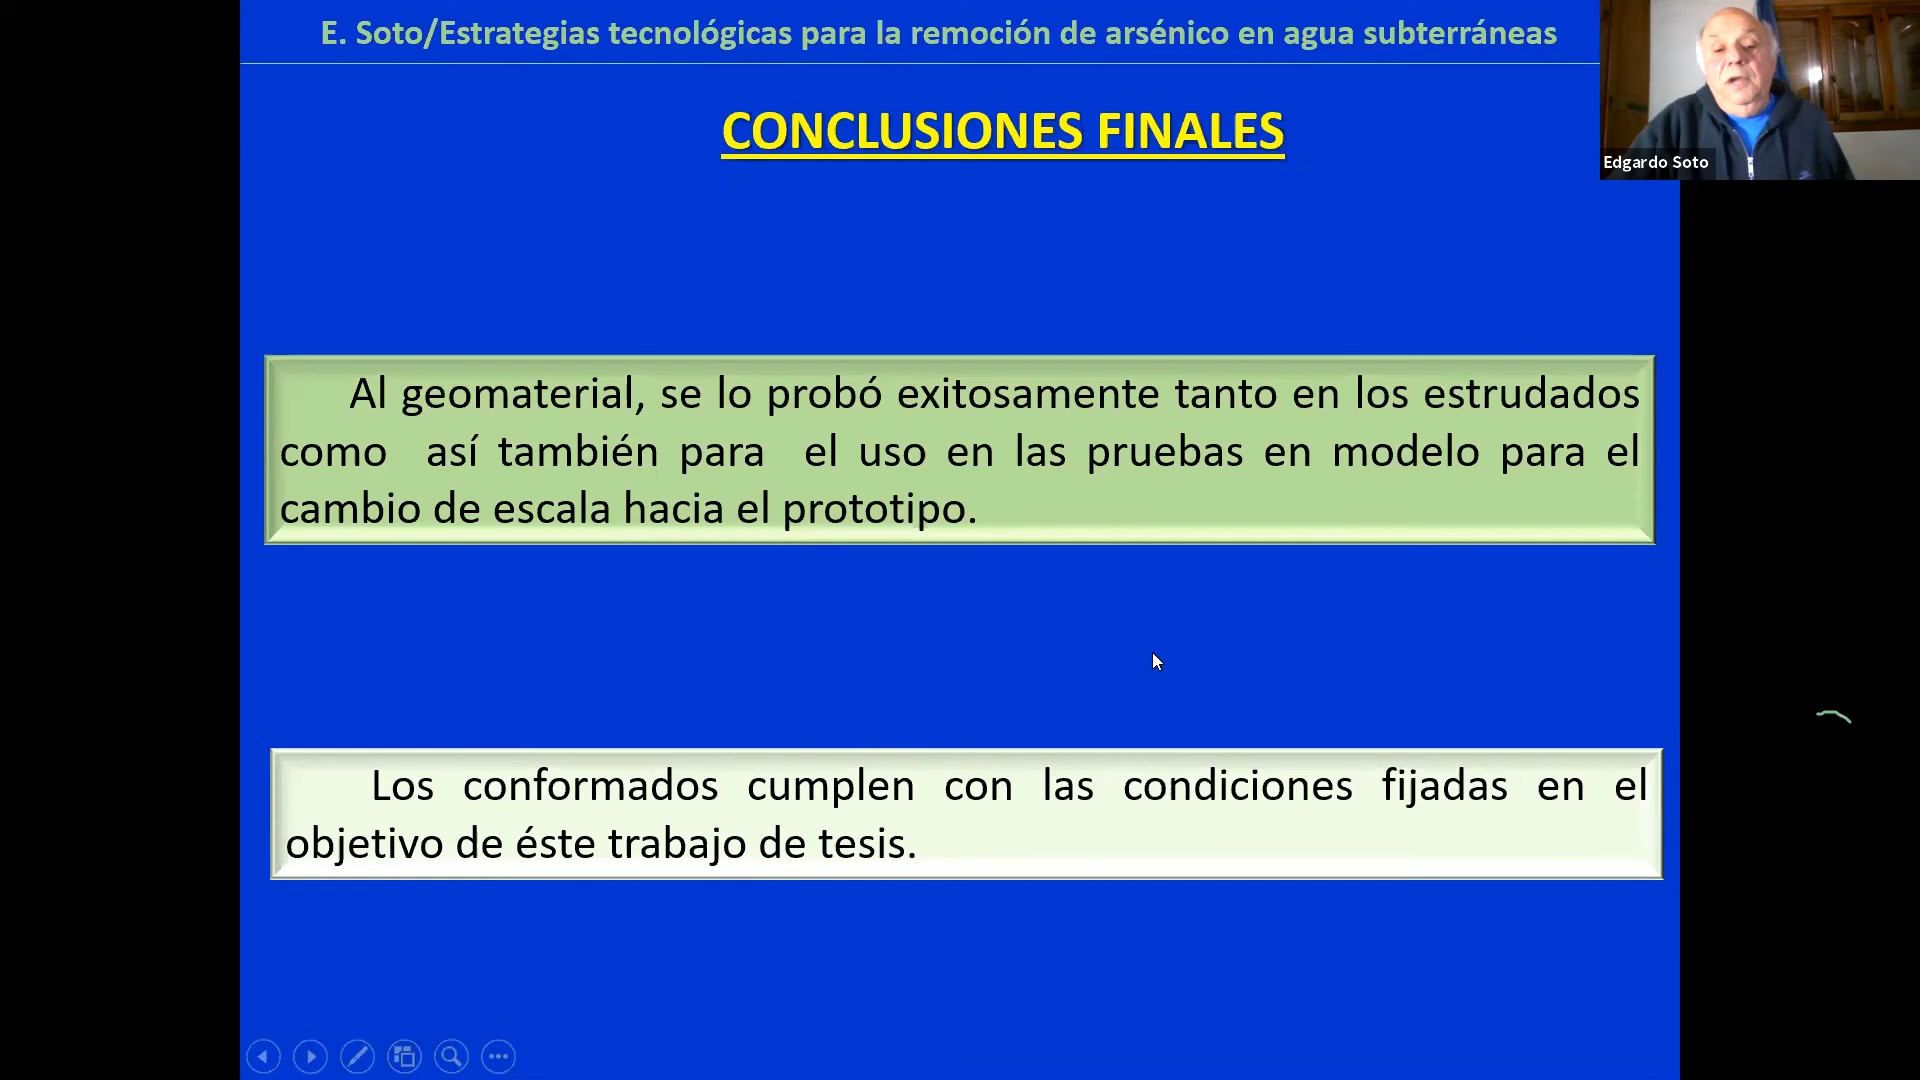 E. Soto/Estrategias tecnológicas para la remoción de arsénico en agua subterráneas
CONCLUSIONES FINALES
Edgardo Soto
Al geomaterial, se lo probó exitosamente tanto en los estrudados
como así también para el uso en las pruebas en modelo para el
cambio de escala hacia el prototipo.
Los conformados cumplen con las condiciones fijadas en el
objetivo de éste trabajo de tesis.